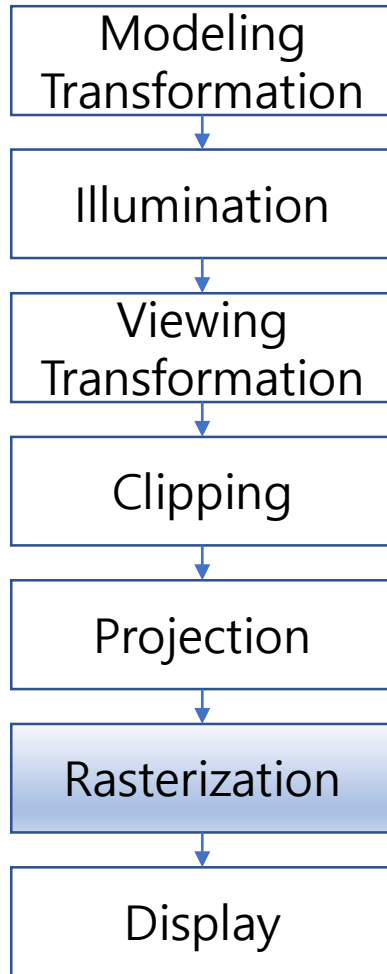 Modeling
Transformation
Illumination
Viewing
Transformation
Clipping
Projection
Rasterization
Display